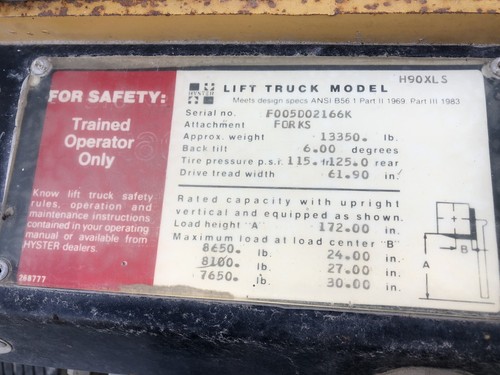 FOR SAFETY:
Trained
Operator
Only
Know lift truck safety
rules, operation and
maintenance instructions
contained in your operating
manual or available from
HYSTER dealers.
268777
HYSTER
LIFT TRUCK MODEL H90XLS
Meets design specs ANSI B56.1 Part II 1969 Part III 1983
Serial no. F005D02166K
Attachment FORKS
Approx. weight 13350. lb.
Back tilt 6.00 degrees
Tire pressure p.s.i. 115. 125.0 rear
Drive tread width 61.90 in.
Rated capacity with upright
vertical and equipped as shown.
Load height "A" 172.00 in.
Maximum load at load center "B"
8650. lb. 24.00 in.
8100. lb. 27.00 in.
7650. lb. 30.00 in.
A
B